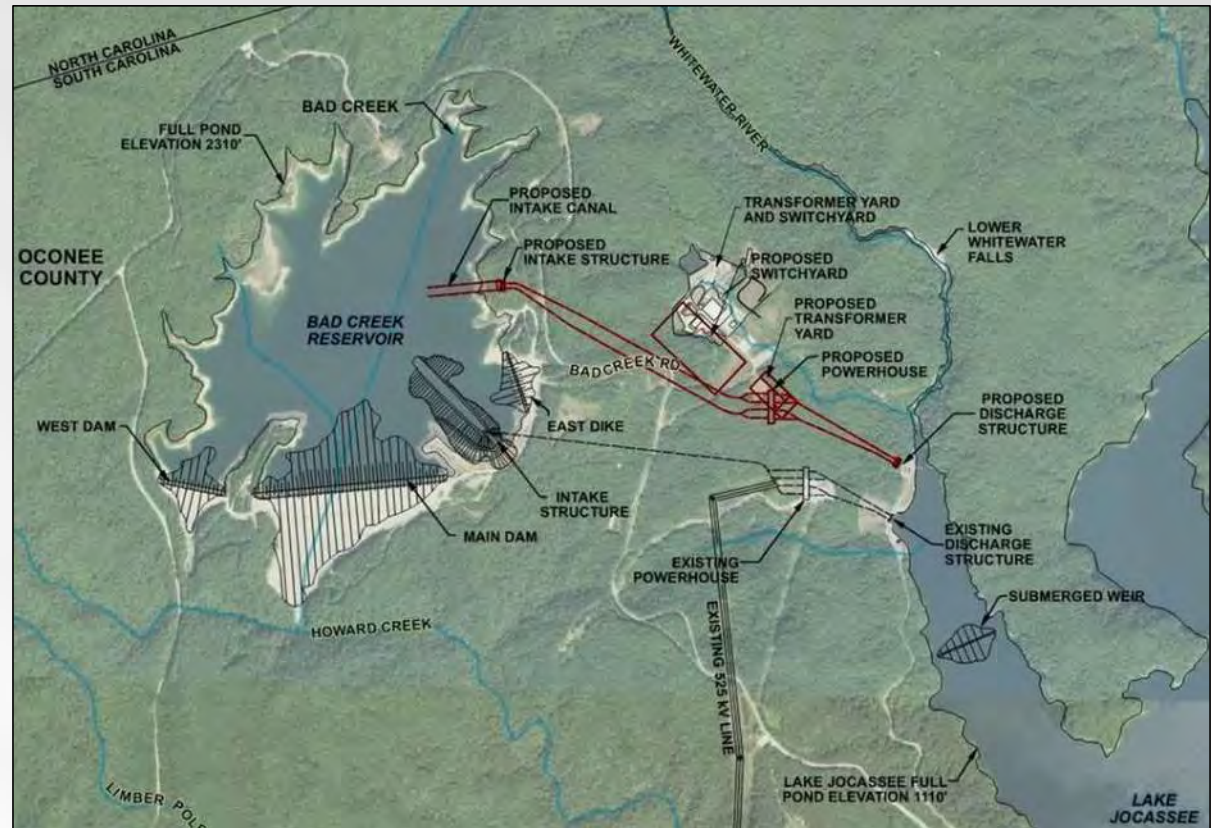 NORTH CAROLINA
SOUTH CAROLINA
BAD CREEK
FULL POND
ELEVATION 2310'
WHITEWATER RIVER
PROPOSED
INTAKE CANAL
PROPOSED
INTAKE STRUCTURE
TRANSFORMER YARD
AND SWITCHYARD
LOWER
WHITEWATER
FALLS
OCONEE
COUNTY
PROPOSED
SWITCHYARD
PROPOSED
TRANSFORMER
YARD
BAD CREEK
RESERVOIR
BAD CREEK RD
PROPOSED
POWERHOUSE
PROPOSED
DISCHARGE
STRUCTURE
WEST DAM
EAST DIKE
INTAKE
STRUCTURE
MAIN DAM
EXISTING
DISCHARGE
STRUCTURE
EXISTING
POWERHOUSE
SUBMERGED WEIR
HOWARD CREEK
EXISTING 525 kV LINE
LIMBER
LAKE JOCASSEE FULL
POND ELEVATION 1110'
LAKE
JOCASSEE